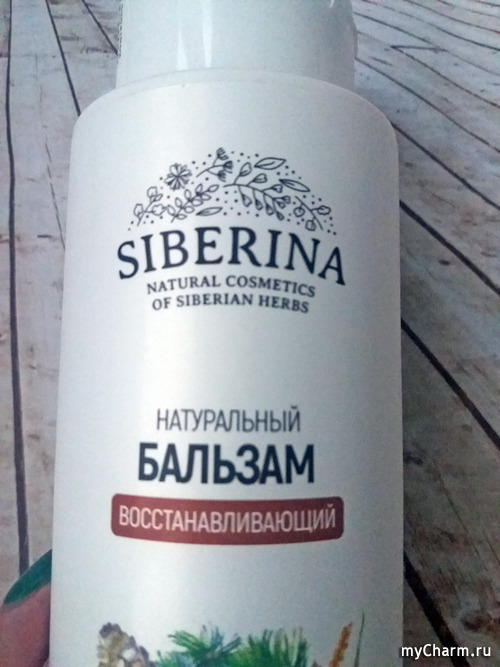 SIBERINA
NATURAL COSMETICS
OF SIBERIAN HERBS
НАТУРАЛЬНЫЙ
БАЛЬЗАМ
ВОССТАНАВЛИВАЮЩИЙ
myCharm.ru